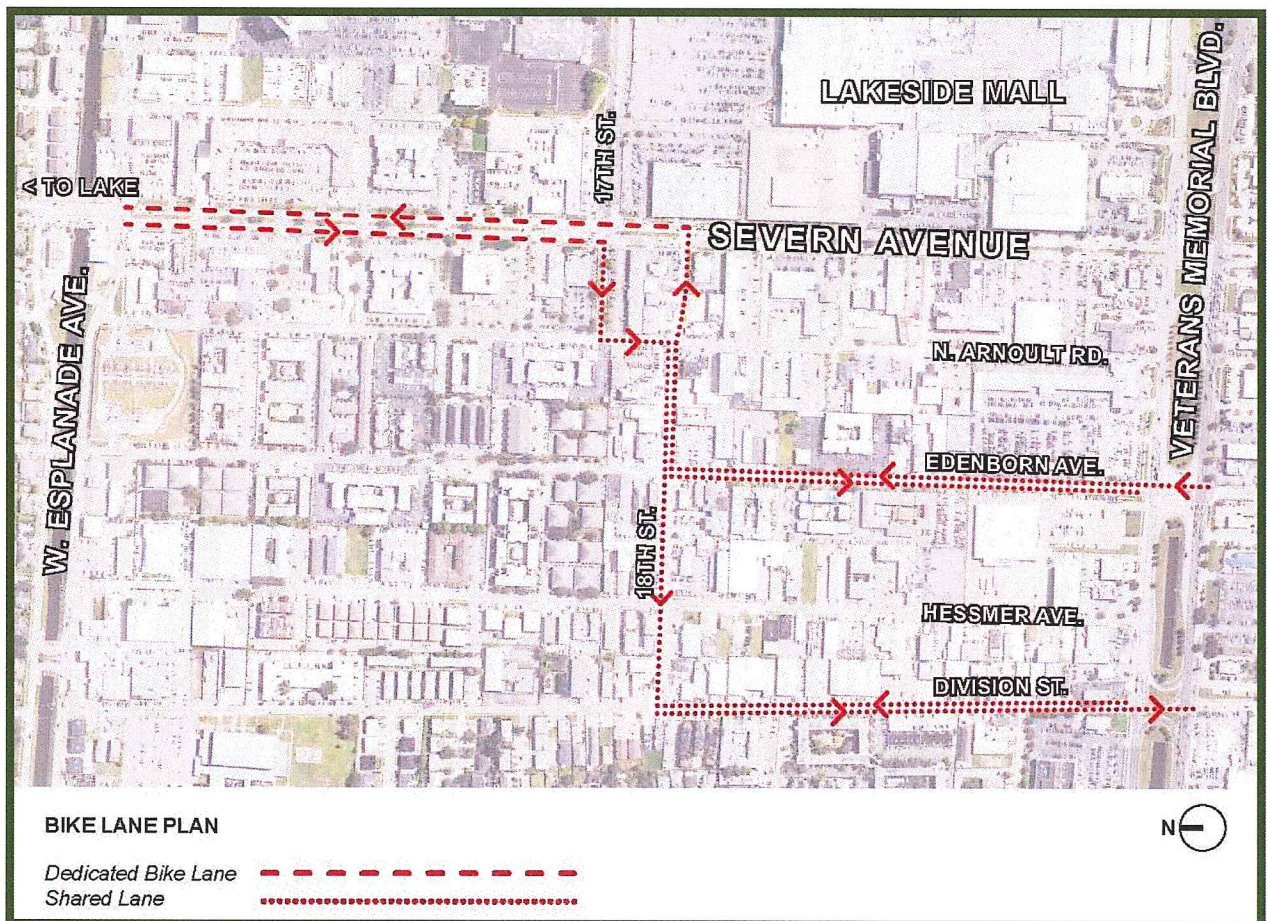 LAKESIDE MALL
VETERANS MEMORIAL BLVD.
17TH ST.
< TO LAKE
SEVERN AVENUE
W. ESPLANADE AVE.
N. ARNOULT RD.
EDENBORN AVE.
18TH ST.
HESSMER AVE.
DIVISION ST.
BIKE LANE PLAN
N
Dedicated Bike Lane
Shared Lane